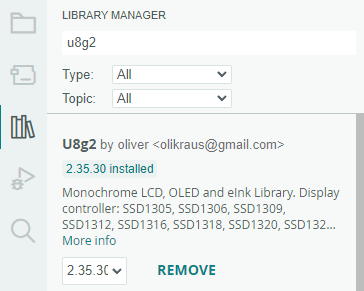 LIBRARY MANAGER
u8g2
Type: All
Topic: All
U8g2 by oliver <olikraus@gmail.com>
2.35.30 installed
Monochrome LCD, OLED and eInk Library. Display
controller: SSD1305, SSD1306, SSD1309,
SSD1312, SSD1316, SSD1318, SSD1320, SSD132...
More info
2.35.30 REMOVE